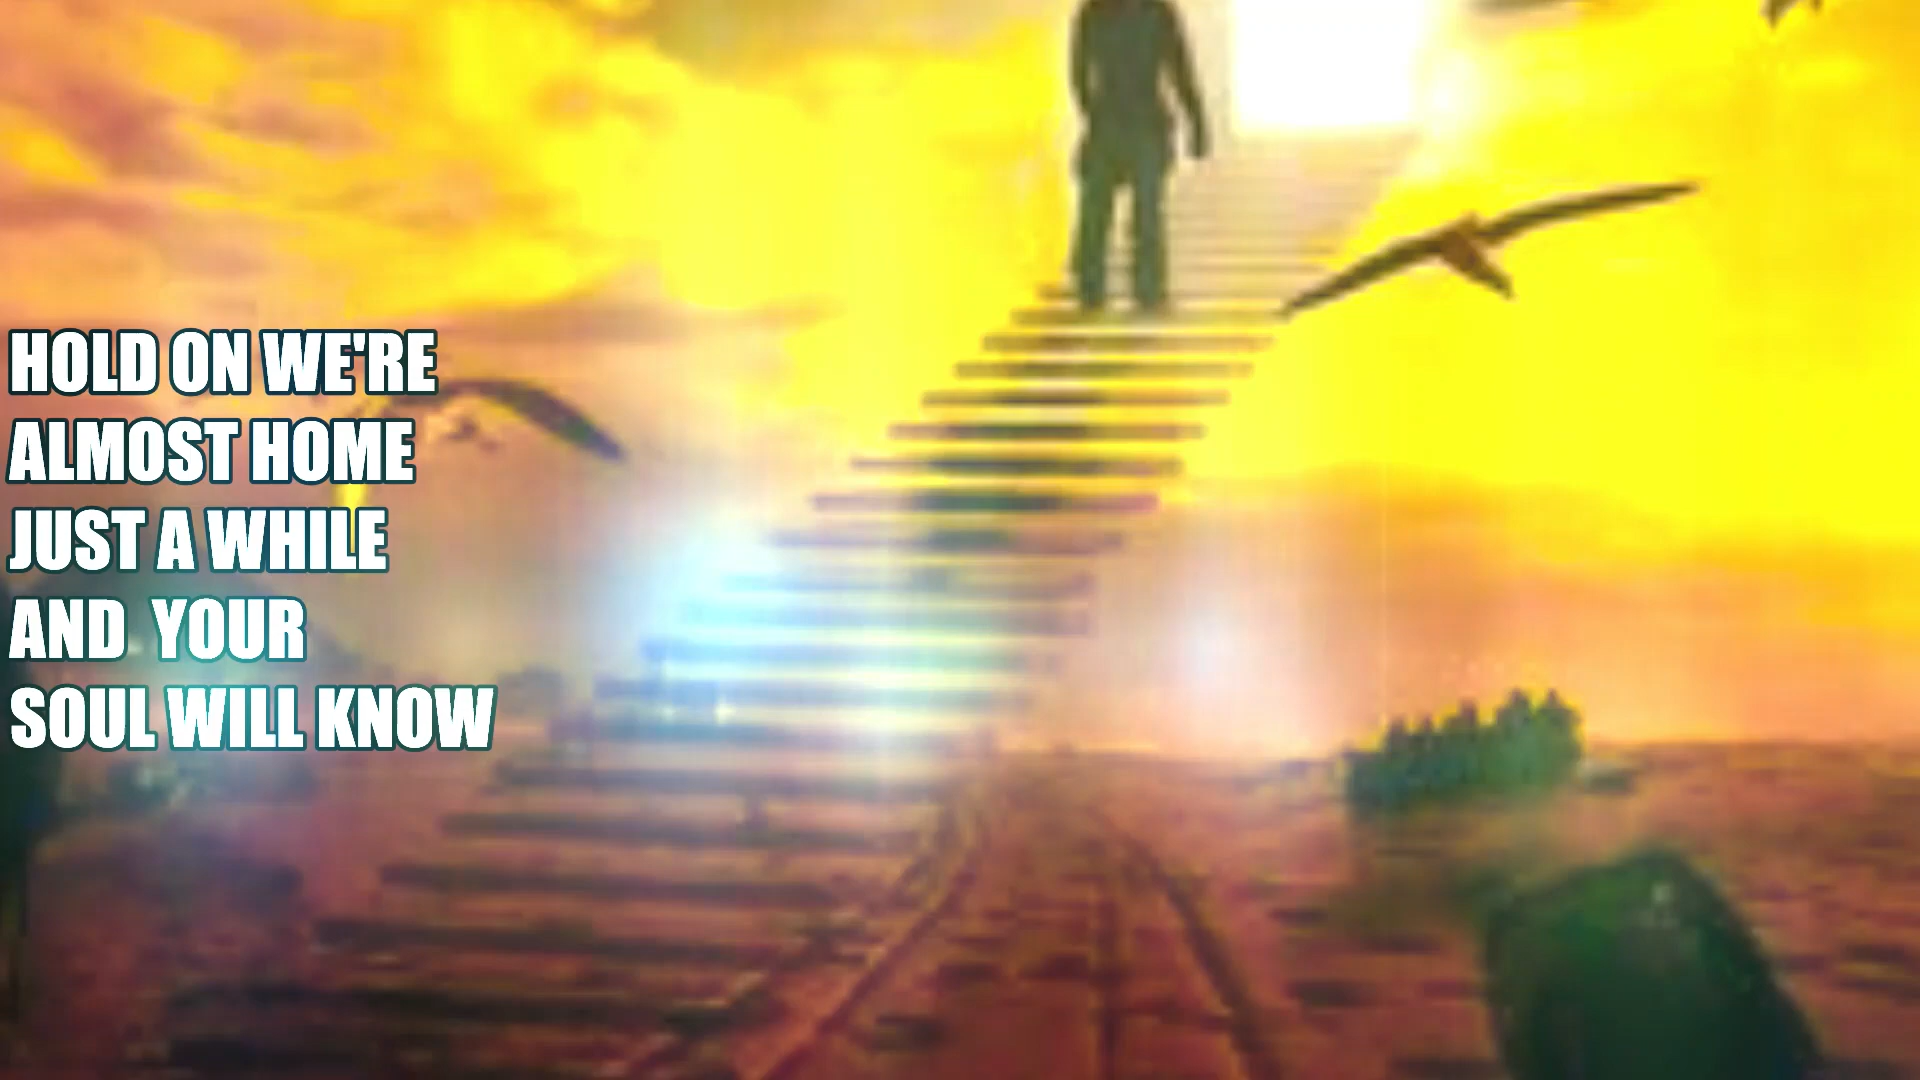 HOLD ON WE'RE
ALMOST HOME
JUST A WHILE
AND  YOUR
SOUL WILL KNOW